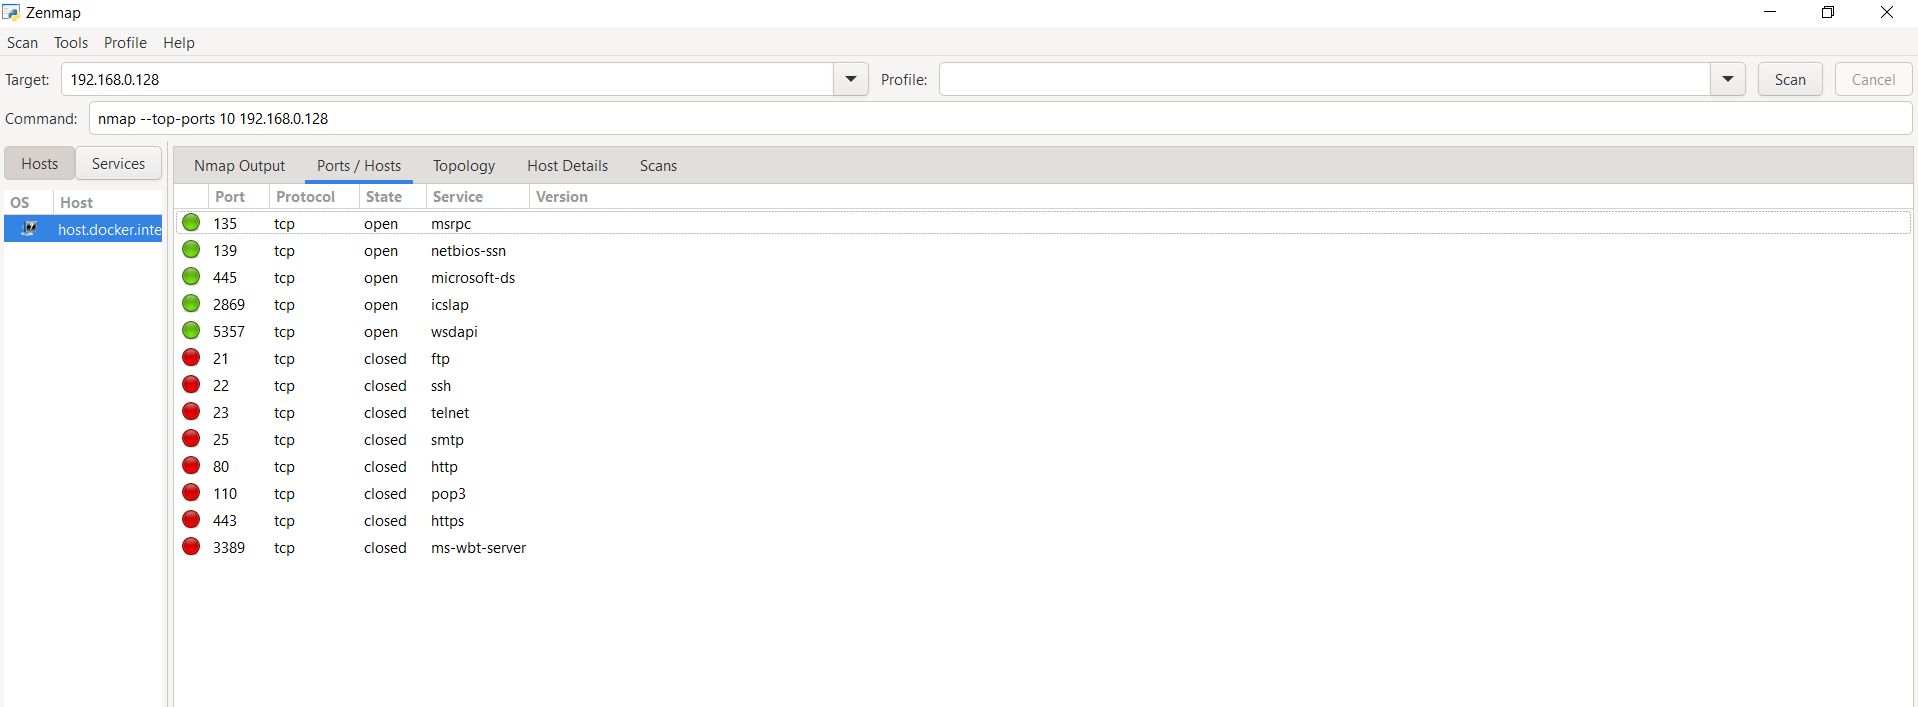 Zenmap
Scan Tools Profile Help
Target: 192.168.0.128 Profile: Scan Cancel
Command: nmap --top-ports 10 192.168.0.128
Hosts Services Nmap Output Ports / Hosts Topology Host Details Scans
OS Host Port Protocol State Service Version
host.docker.inte 135 tcp open msrpc
139 tcp open netbios-ssn
445 tcp open microsoft-ds
2869 tcp open icslap
5357 tcp open wsdapi
21 tcp closed ftp
22 tcp closed ssh
23 tcp closed telnet
25 tcp closed smtp
80 tcp closed http
110 tcp closed pop3
443 tcp closed https
3389 tcp closed ms-wbt-server